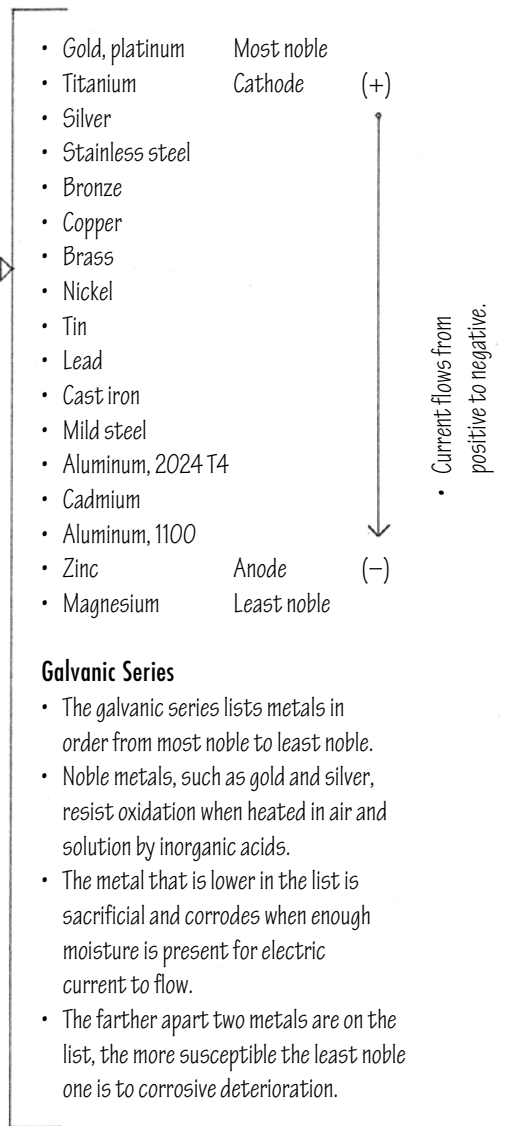 • Gold, platinum Most noble
• Titanium Cathode (+)
• Silver
• Stainless steel
• Bronze
• Copper
• Brass
• Nickel
• Tin
• Lead
• Cast iron
• Mild steel
• Aluminum, 2024 T4
• Cadmium
• Aluminum, 1100
• Zinc Anode (–)
• Magnesium Least noble
• Current flows from
positive to negative.
Galvanic Series
• The galvanic series lists metals in
order from most noble to least noble.
• Noble metals, such as gold and silver,
resist oxidation when heated in air and
solution by inorganic acids.
• The metal that is lower in the list is
sacrificial and corrodes when enough
moisture is present for electric
current to flow.
• The farther apart two metals are on the
list, the more susceptible the least noble
one is to corrosive deterioration.